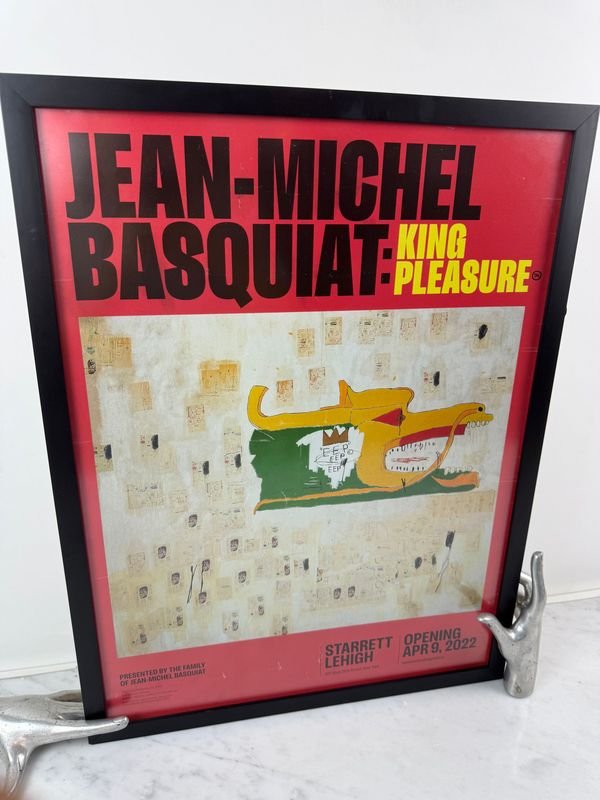 JEAN-MICHEL
BASQUIAT:
KING
PLEASURE
EEP
EEP
EEP
PRESENTED BY THE FAMILY
OF JEAN-MICHEL BASQUIAT
STARRETT
LEHIGH
OPENING
APR 9, 2022